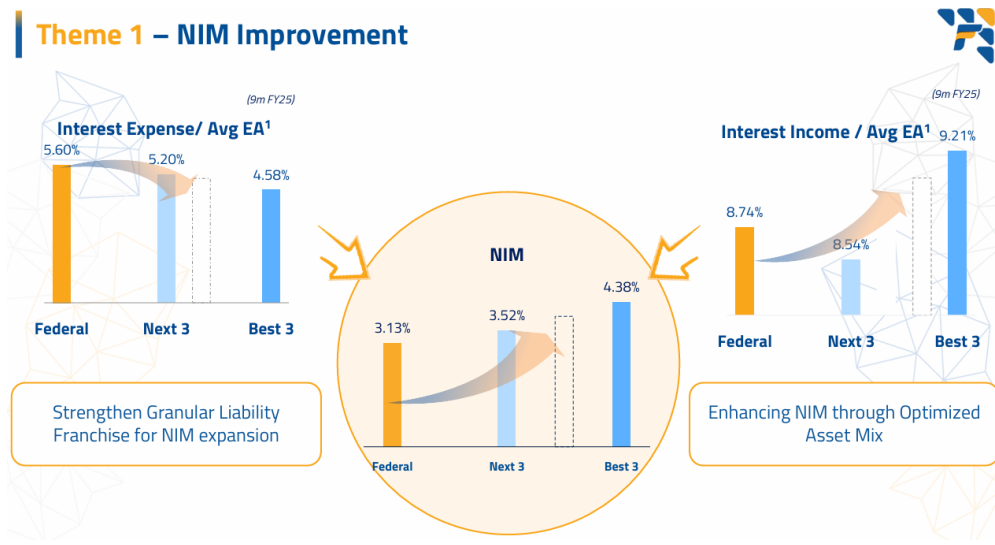 Theme 1 – NIM Improvement
(9m FY25)
Interest Expense/ Avg EA¹
5.60%
5.20%
4.58%
Federal
Next 3
Best 3
Strengthen Granular Liability
Franchise for NIM expansion
NIM
3.13%
3.52%
4.38%
Federal
Next 3
Best 3
(9m FY25)
Interest Income / Avg EA¹
9.21%
8.74%
8.54%
Federal
Next 3
Best 3
Enhancing NIM through Optimized
Asset Mix